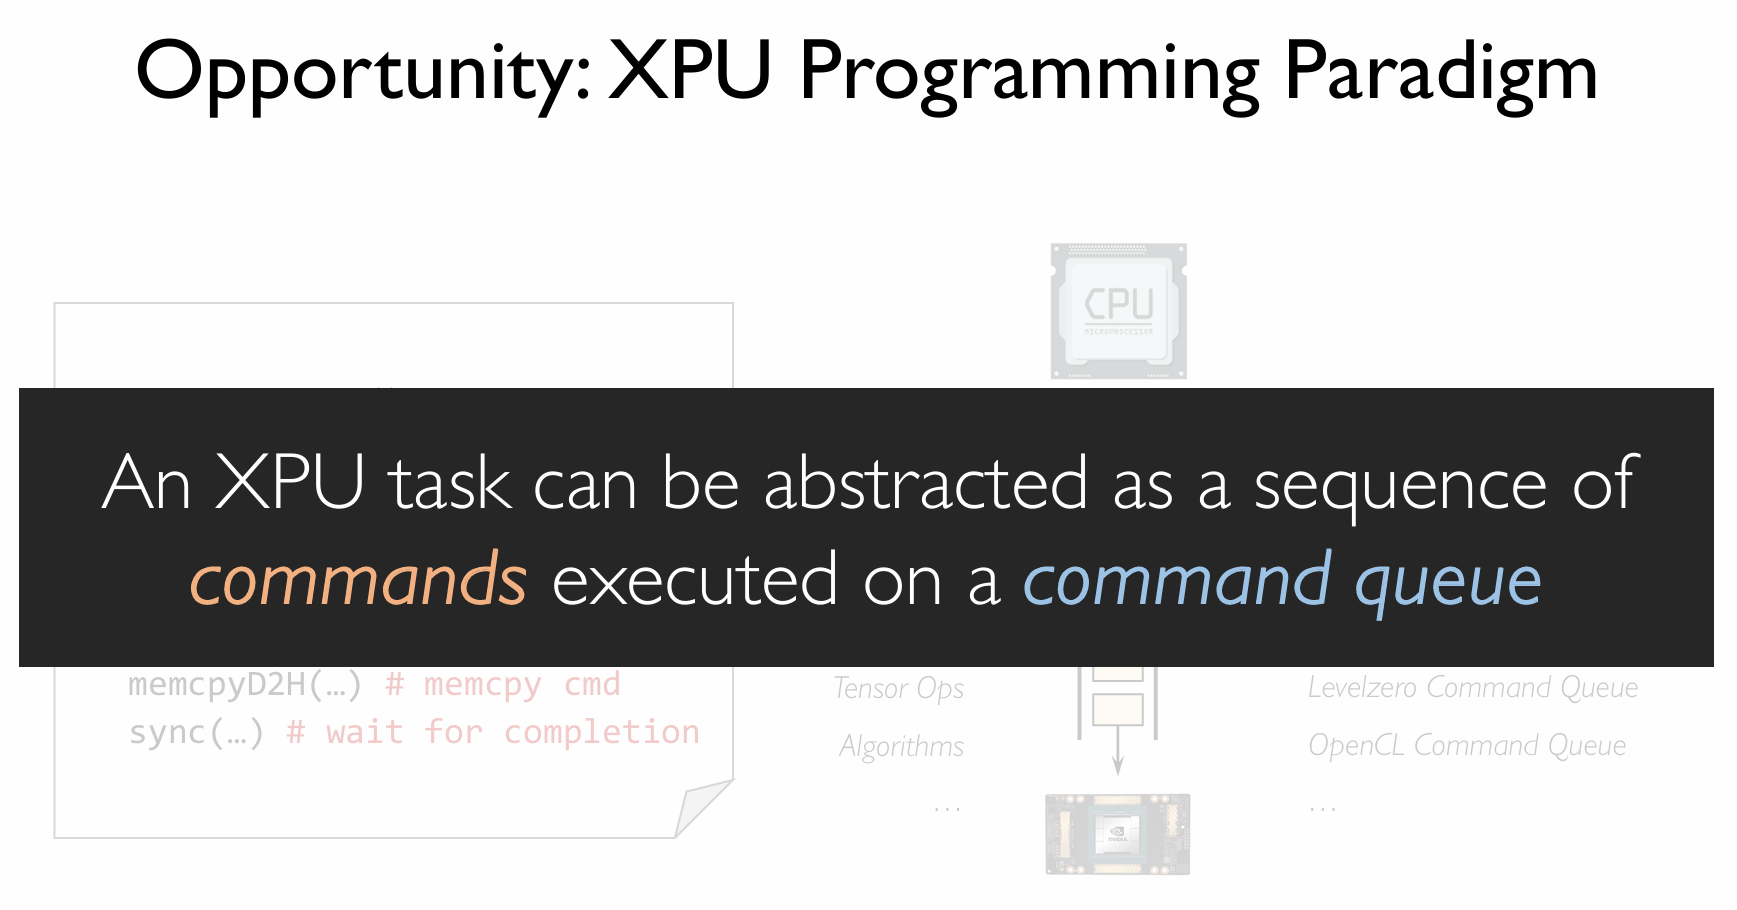 Opportunity: XPU Programming Paradigm
CPU
MICROPROCESSOR
An XPU task can be abstracted as a sequence of
commands executed on a command queue
memcpyD2H(…) # memcpy cmd
sync(…) # wait for completion
Tensor Ops
Algorithms
…
Levelzero Command Queue
OpenCL Command Queue
…
NVIDIA